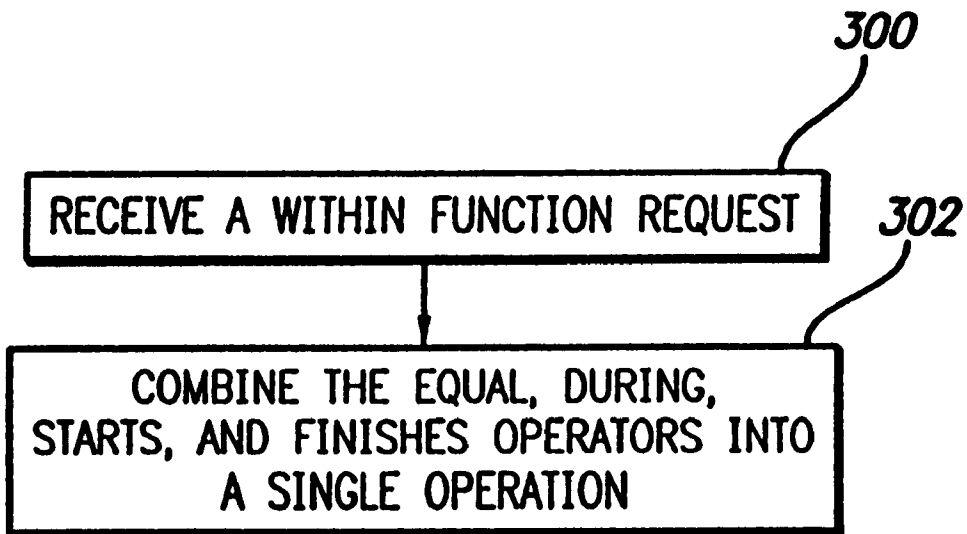 300
RECEIVE A WITHIN FUNCTION REQUEST
302
COMBINE THE EQUAL, DURING,
STARTS, AND FINISHES OPERATORS INTO
A SINGLE OPERATION